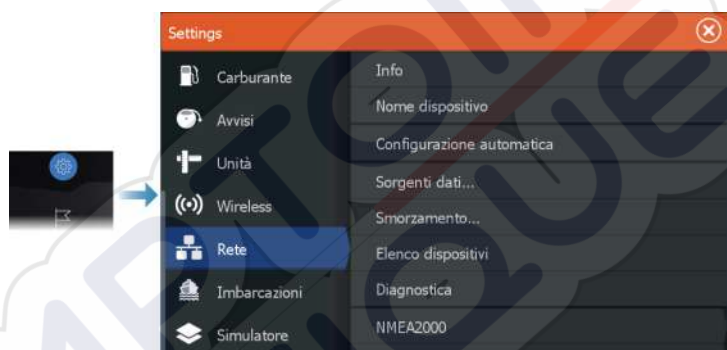 Settings
Carburante
Avvisi
Unità
Wireless
Rete
Imbarcazioni
Simulatore
Info
Nome dispositivo
Configurazione automatica
Sorgenti dati...
Smorzamento...
Elenco dispositivi
Diagnostica
NMEA2000